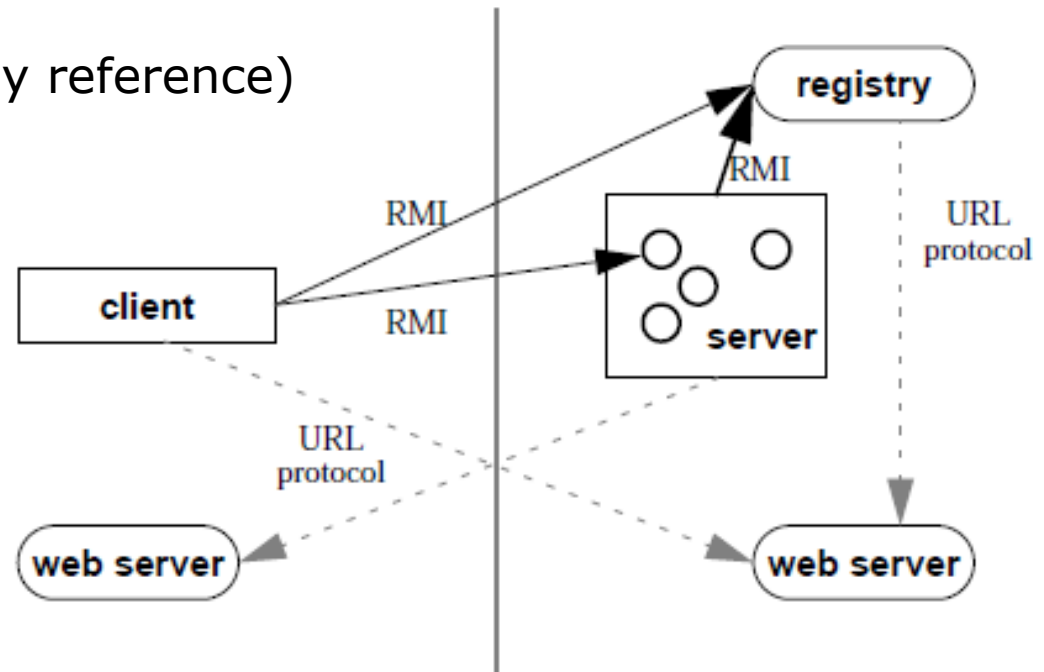 y reference)
registry
RMI
RMI
URL
protocol
client
RMI
server
URL
protocol
web server
web server